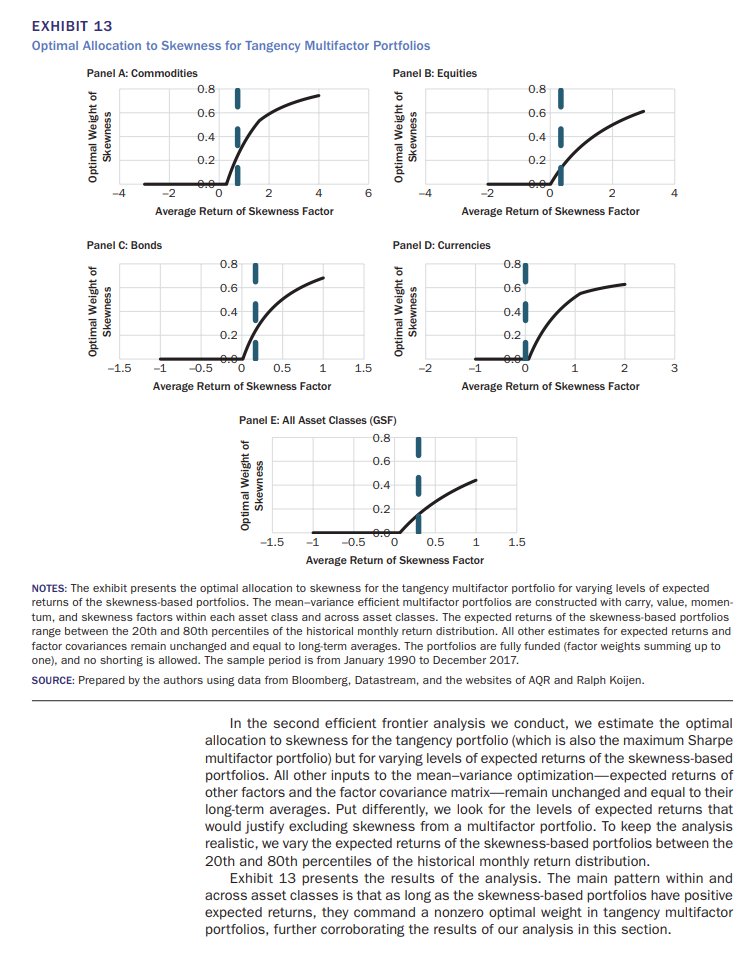 EXHIBIT 13
Optimal Allocation to Skewness for Tangency Multifactor Portfolios
Panel A: Commodities
Optimal Weight of
Skewness
0.8
0.6
0.4
0.2
0.0
−4 −2 0 2 4 6
Average Return of Skewness Factor
Panel B: Equities
Optimal Weight of
Skewness
0.8
0.6
0.4
0.2
0.0
−4 −2 0 2 4
Average Return of Skewness Factor
Panel C: Bonds
Optimal Weight of
Skewness
0.8
0.6
0.4
0.2
0.0
−1.5 −1 −0.5 0 0.5 1 1.5
Average Return of Skewness Factor
Panel D: Currencies
Optimal Weight of
Skewness
0.8
0.6
0.4
0.2
0.0
−2 −1 0 1 2 3
Average Return of Skewness Factor
Panel E: All Asset Classes (GSF)
Optimal Weight of
Skewness
0.8
0.6
0.4
0.2
0.0
−1.5 −1 −0.5 0 0.5 1 1.5
Average Return of Skewness Factor
NOTES: The exhibit presents the optimal allocation to skewness for the tangency multifactor portfolio for varying levels of expected
returns of the skewness-based portfolios. The mean–variance efficient multifactor portfolios are constructed with carry, value, momen-
tum, and skewness factors within each asset class and across asset classes. The expected returns of the skewness-based portfolios
range between the 20th and 80th percentiles of the historical monthly return distribution. All other estimates for expected returns and
factor covariances remain unchanged and equal to long-term averages. The portfolios are fully funded (factor weights summing up to
one), and no shorting is allowed. The sample period is from January 1990 to December 2017.
SOURCE: Prepared by the authors using data from Bloomberg, Datastream, and the websites of AQR and Ralph Koijen.
In the second efficient frontier analysis we conduct, we estimate the optimal
allocation to skewness for the tangency portfolio (which is also the maximum Sharpe
multifactor portfolio) but for varying levels of expected returns of the skewness-based
portfolios. All other inputs to the mean–variance optimization—expected returns of
other factors and the factor covariance matrix—remain unchanged and equal to their
long-term averages. Put differently, we look for the levels of expected returns that
would justify excluding skewness from a multifactor portfolio. To keep the analysis
realistic, we vary the expected returns of the skewness-based portfolios between the
20th and 80th percentiles of the historical monthly return distribution.
Exhibit 13 presents the results of the analysis. The main pattern within and
across asset classes is that as long as the skewness-based portfolios have positive
expected returns, they command a nonzero optimal weight in tangency multifactor
portfolios, further corroborating the results of our analysis in this section.